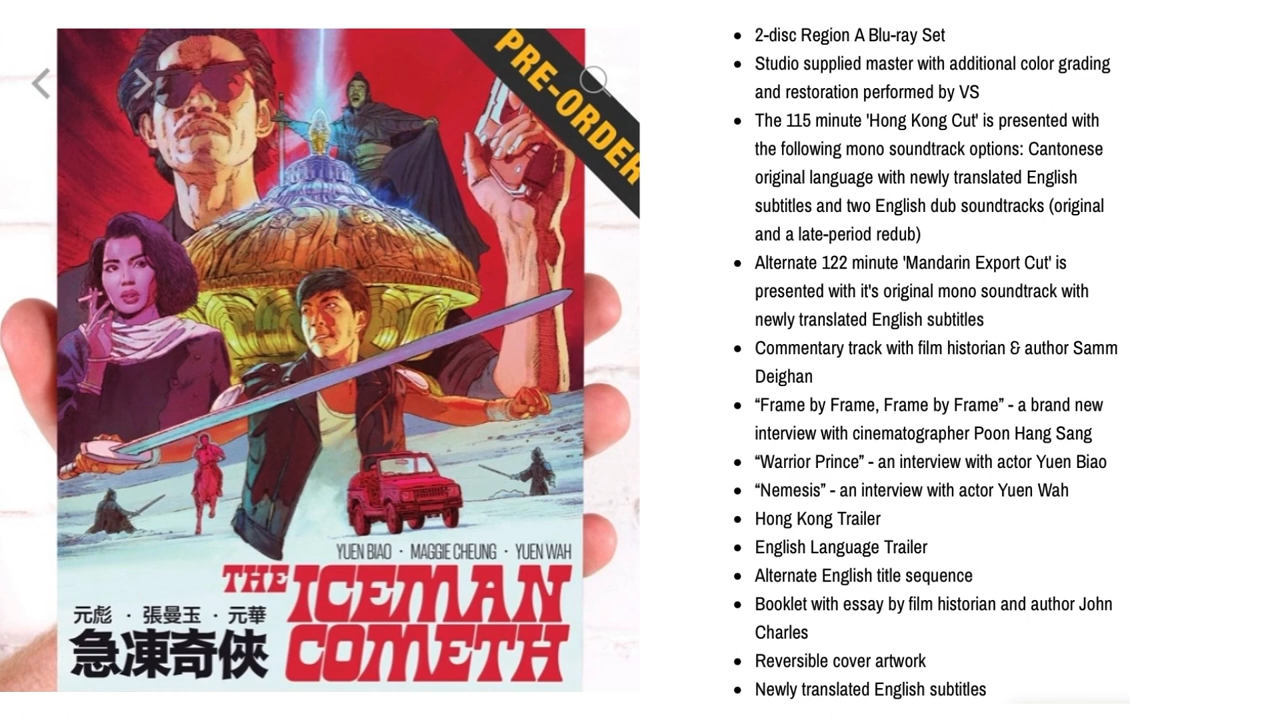 PRE-ORDER
YUEN BIAO · MAGGIE CHEUNG · YUEN WAH
THE ICEMAN
COMETH
元彪 · 張曼玉 · 元華
急凍奇俠
• 2-disc Region A Blu-ray Set
• Studio supplied master with additional color grading
and restoration performed by VS
• The 115 minute 'Hong Kong Cut' is presented with
the following mono soundtrack options: Cantonese
original language with newly translated English
subtitles and two English dub soundtracks (original
and a late-period redub)
• Alternate 122 minute 'Mandarin Export Cut' is
presented with it's original mono soundtrack with
newly translated English subtitles
• Commentary track with film historian & author Samm
Deighan
• “Frame by Frame, Frame by Frame” - a brand new
interview with cinematographer Poon Hang Sang
• “Warrior Prince” - an interview with actor Yuen Biao
• “Nemesis” - an interview with actor Yuen Wah
• Hong Kong Trailer
• English Language Trailer
• Alternate English title sequence
• Booklet with essay by film historian and author John
Charles
• Reversible cover artwork
• Newly translated English subtitles